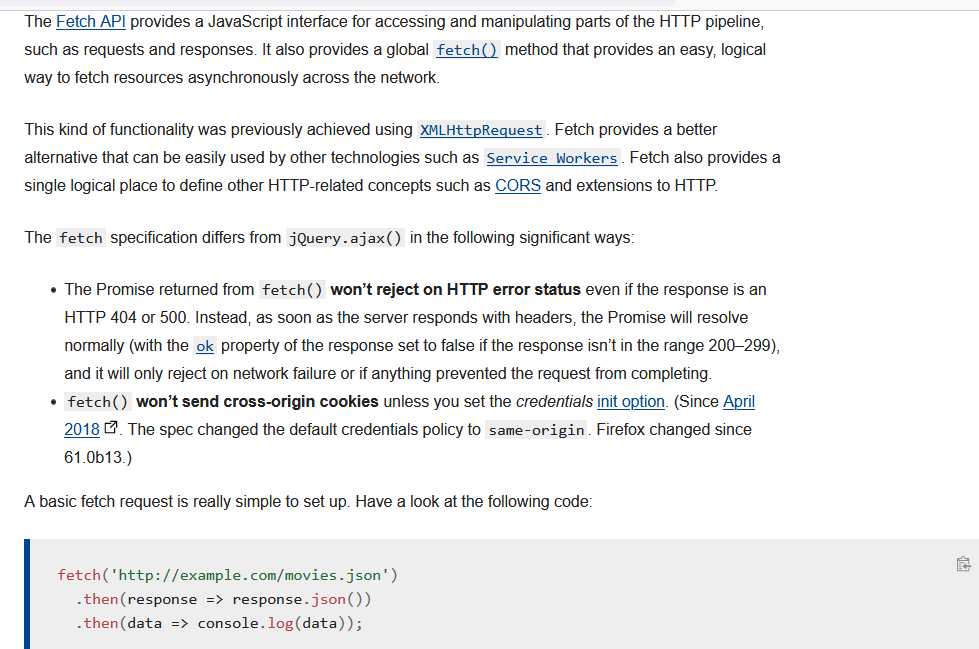 The Fetch API provides a JavaScript interface for accessing and manipulating parts of the HTTP pipeline,
such as requests and responses. It also provides a global fetch() method that provides an easy, logical
way to fetch resources asynchronously across the network.
This kind of functionality was previously achieved using XMLHttpRequest. Fetch provides a better
alternative that can be easily used by other technologies such as Service Workers. Fetch also provides a
single logical place to define other HTTP-related concepts such as CORS and extensions to HTTP.
The fetch specification differs from jQuery.ajax() in the following significant ways:
• The Promise returned from fetch() won’t reject on HTTP error status even if the response is an
HTTP 404 or 500. Instead, as soon as the server responds with headers, the Promise will resolve
normally (with the ok property of the response set to false if the response isn’t in the range 200–299),
and it will only reject on network failure or if anything prevented the request from completing.
• fetch() won’t send cross-origin cookies unless you set the credentials init option. (Since April
2018. The spec changed the default credentials policy to same-origin. Firefox changed since
61.0b13.)
A basic fetch request is really simple to set up. Have a look at the following code:
fetch('http://example.com/movies.json')
  .then(response => response.json())
  .then(data => console.log(data));